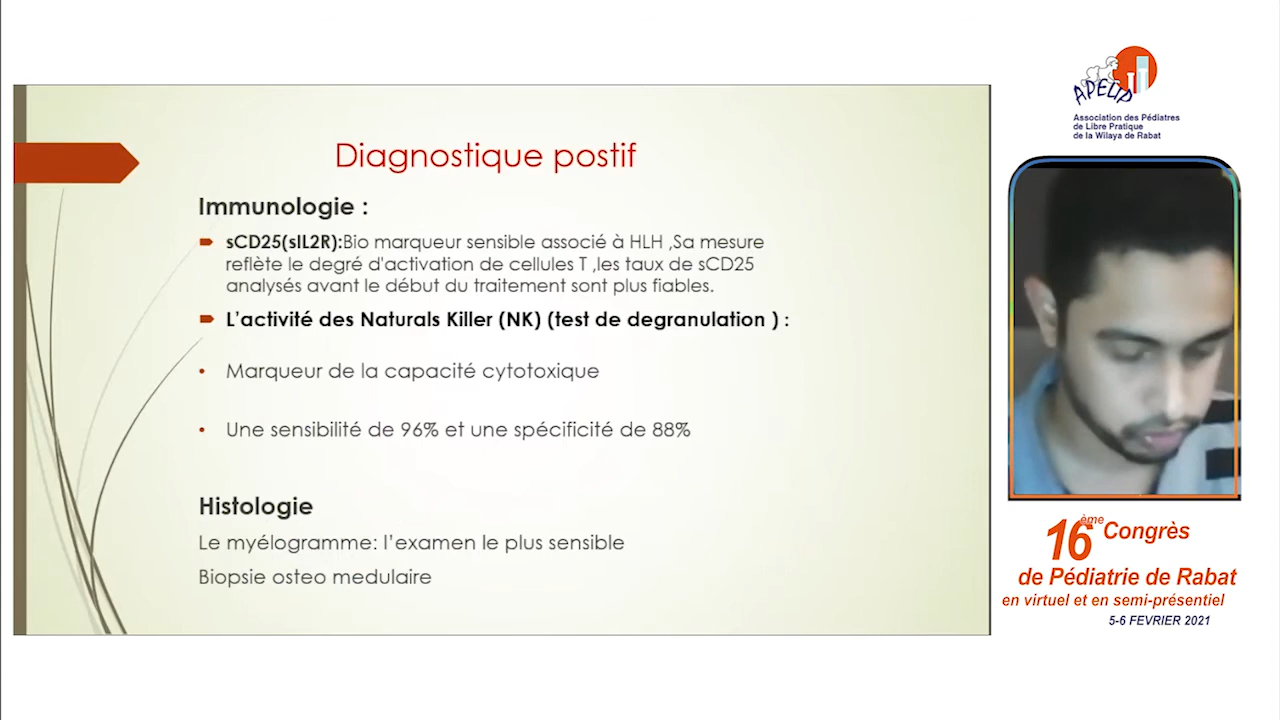 Diagnostique postif
Immunologie :
sCD25(sIL2R):Bio marqueur sensible associé à HLH ,Sa mesure
reflète le degré d'activation de cellules T ,les taux de sCD25
analysés avant le début du traitement sont plus fiables.
L'activité des Naturals Killer (NK) (test de degranulation ) :
• Marqueur de la capacité cytotoxique
• Une sensibilité de 96% et une spécificité de 88%
Histologie
Le myélogramme: l'examen le plus sensible
Biopsie osteo medulaire
APELIP
Association des Pédiatres
de Libre Pratique
de la Wilaya de Rabat
16ème Congrès
de Pédiatrie de Rabat
en virtuel et en semi-présentiel
5-6 FEVRIER 2021